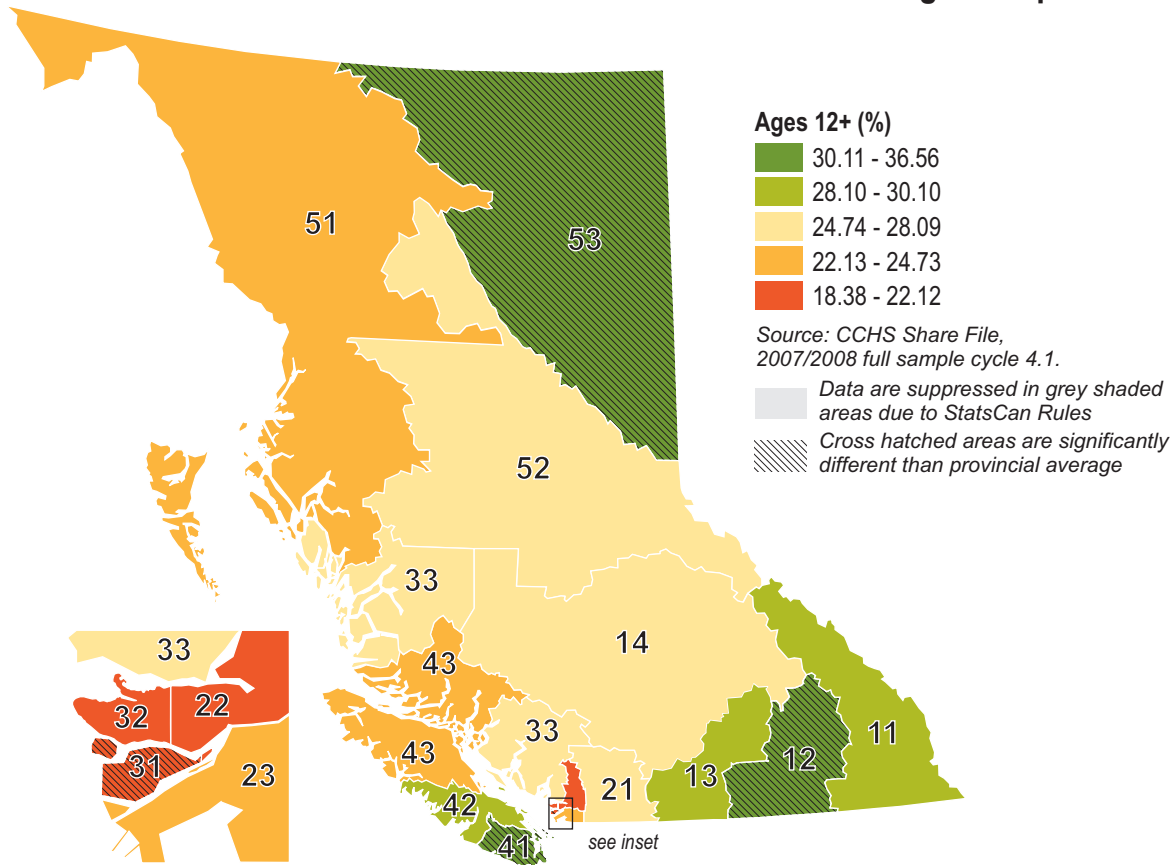 Ages 12+ (%)
30.11 - 36.56
28.10 - 30.10
24.74 - 28.09
22.13 - 24.73
18.38 - 22.12
Source: CCHS Share File,
2007/2008 full sample cycle 4.1.
Data are suppressed in grey shaded
areas due to StatsCan Rules
Cross hatched areas are significantly
different than provincial average
51
53
52
33
14
43
33
43
21
13
12
11
42
41
see inset
33
32
22
31
23